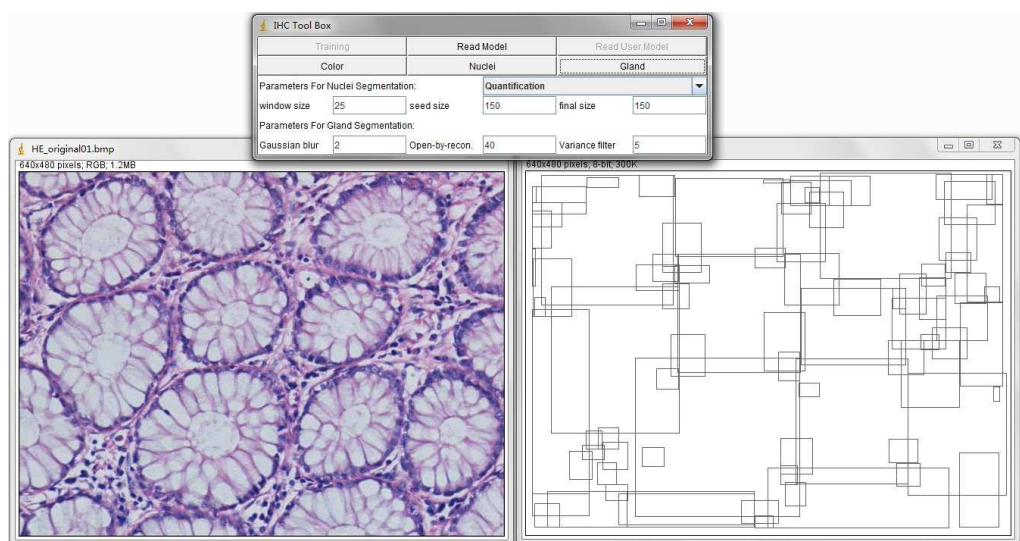 IHC Tool Box
Training Read Model Read User Model
Color Nuclei Gland
Parameters For Nuclei Segmentation: Quantification
window size 25 seed size 150 final size 150
Parameters For Gland Segmentation:
Gaussian blur 2 Open-by-recon. 40 Variance filter 5
HE_original01.bmp
640x480 pixels; RGB; 1.2MB
640x480 pixels; 8-bit; 300K